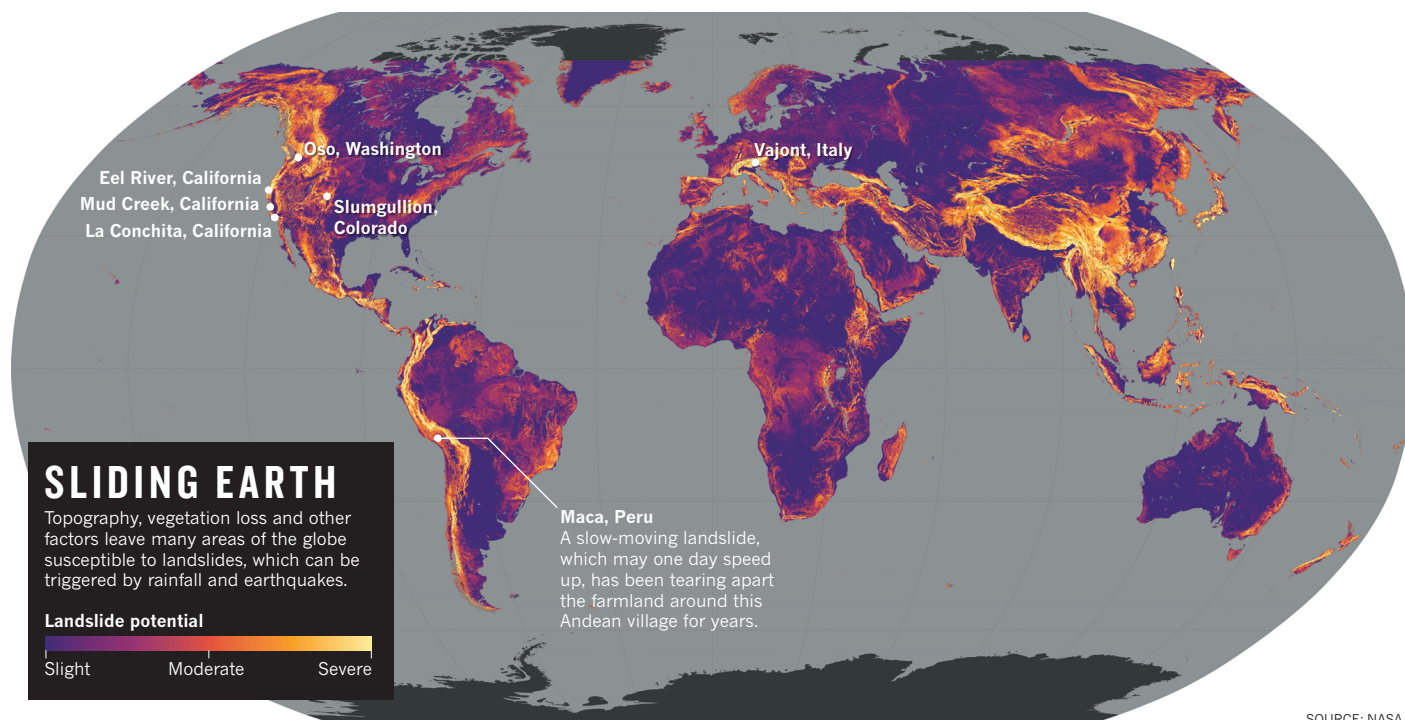 Oso, Washington
Vajont, Italy
Eel River, California
Mud Creek, California
La Conchita, California
Slumgullion,
Colorado
SLIDING EARTH
Topography, vegetation loss and other
factors leave many areas of the globe
susceptible to landslides, which can be
triggered by rainfall and earthquakes.
Landslide potential
Slight
Moderate
Severe
Maca, Peru
A slow-moving landslide,
which may one day speed
up, has been tearing apart
the farmland around this
Andean village for years.
SOURCE: NASA